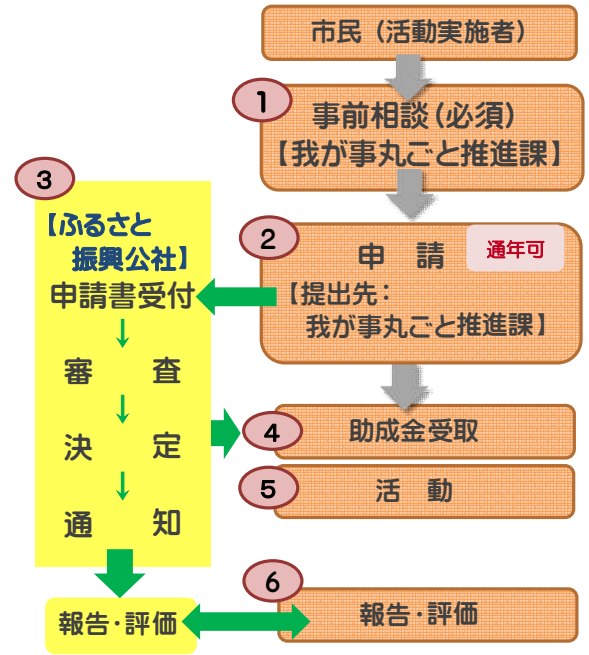 市民（活動実施者）
1
事前相談（必須）
【我が事丸ごと推進課】
2
申　請
通年可
【提出先：
我が事丸ごと推進課】
3
【ふるさと
振興公社】
申請書受付
↓
審　査
↓
決　定
↓
通　知
4
助成金受取
5
活　動
6
報告・評価
報告・評価